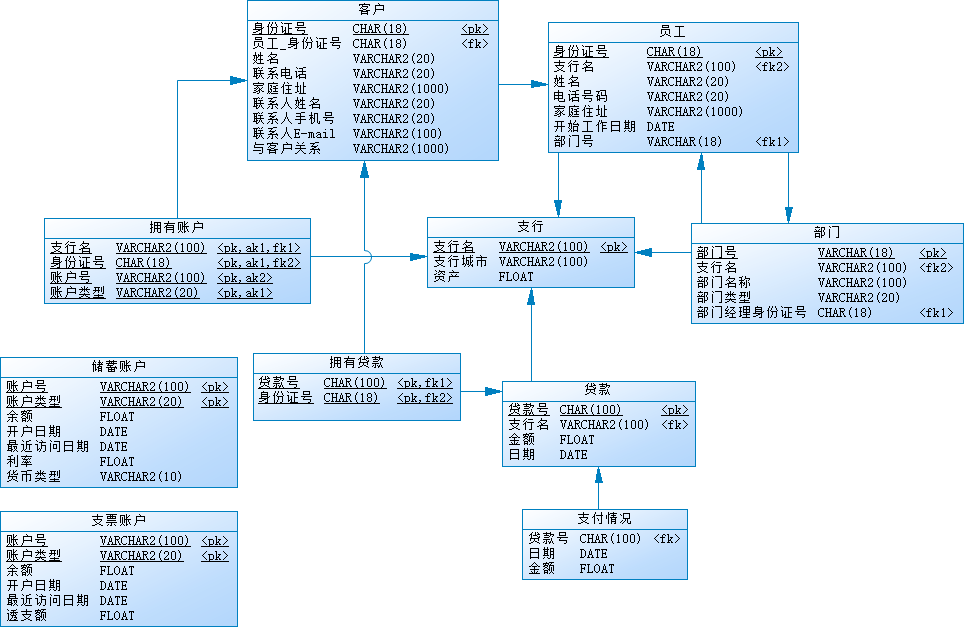 客户
身份证号 CHAR(18) <pk>
员工_身份证号 CHAR(18) <fk>
姓名 VARCHAR2(20)
联系电话 VARCHAR2(20)
家庭住址 VARCHAR2(1000)
联系人姓名 VARCHAR2(20)
联系人手机号 VARCHAR2(20)
联系人E-mail VARCHAR2(100)
与客户关系 VARCHAR2(1000)
员工
身份证号 CHAR(18) <pk>
支行名 VARCHAR2(100) <fk2>
姓名 VARCHAR2(20)
电话号码 VARCHAR2(20)
家庭住址 VARCHAR2(1000)
开始工作日期 DATE
部门号 VARCHAR(18) <fk1>
拥有账户
支行名 VARCHAR2(100) <pk,ak1,fk1>
身份证号 CHAR(18) <pk,ak1,fk2>
账户号 VARCHAR2(100) <pk,ak2>
账户类型 VARCHAR2(20) <pk,ak1>
支行
支行名 VARCHAR2(100) <pk>
支行城市 VARCHAR2(100)
资产 FLOAT
部门
部门号 VARCHAR(18) <pk>
支行名 VARCHAR2(100) <fk2>
部门名称 VARCHAR2(100)
部门类型 VARCHAR2(20)
部门经理身份证号 CHAR(18) <fk1>
储蓄账户
账户号 VARCHAR2(100) <pk>
账户类型 VARCHAR2(20) <pk>
余额 FLOAT
开户日期 DATE
最近访问日期 DATE
利率 FLOAT
货币类型 VARCHAR2(10)
拥有贷款
贷款号 CHAR(100) <pk,fk1>
身份证号 CHAR(18) <pk,fk2>
贷款
贷款号 CHAR(100) <pk>
支行名 VARCHAR2(100) <fk>
金额 FLOAT
日期 DATE
支票账户
账户号 VARCHAR2(100) <pk>
账户类型 VARCHAR2(20) <pk>
余额 FLOAT
开户日期 DATE
最近访问日期 DATE
透支额 FLOAT
支付情况
贷款号 CHAR(100) <fk>
日期 DATE
金额 FLOAT